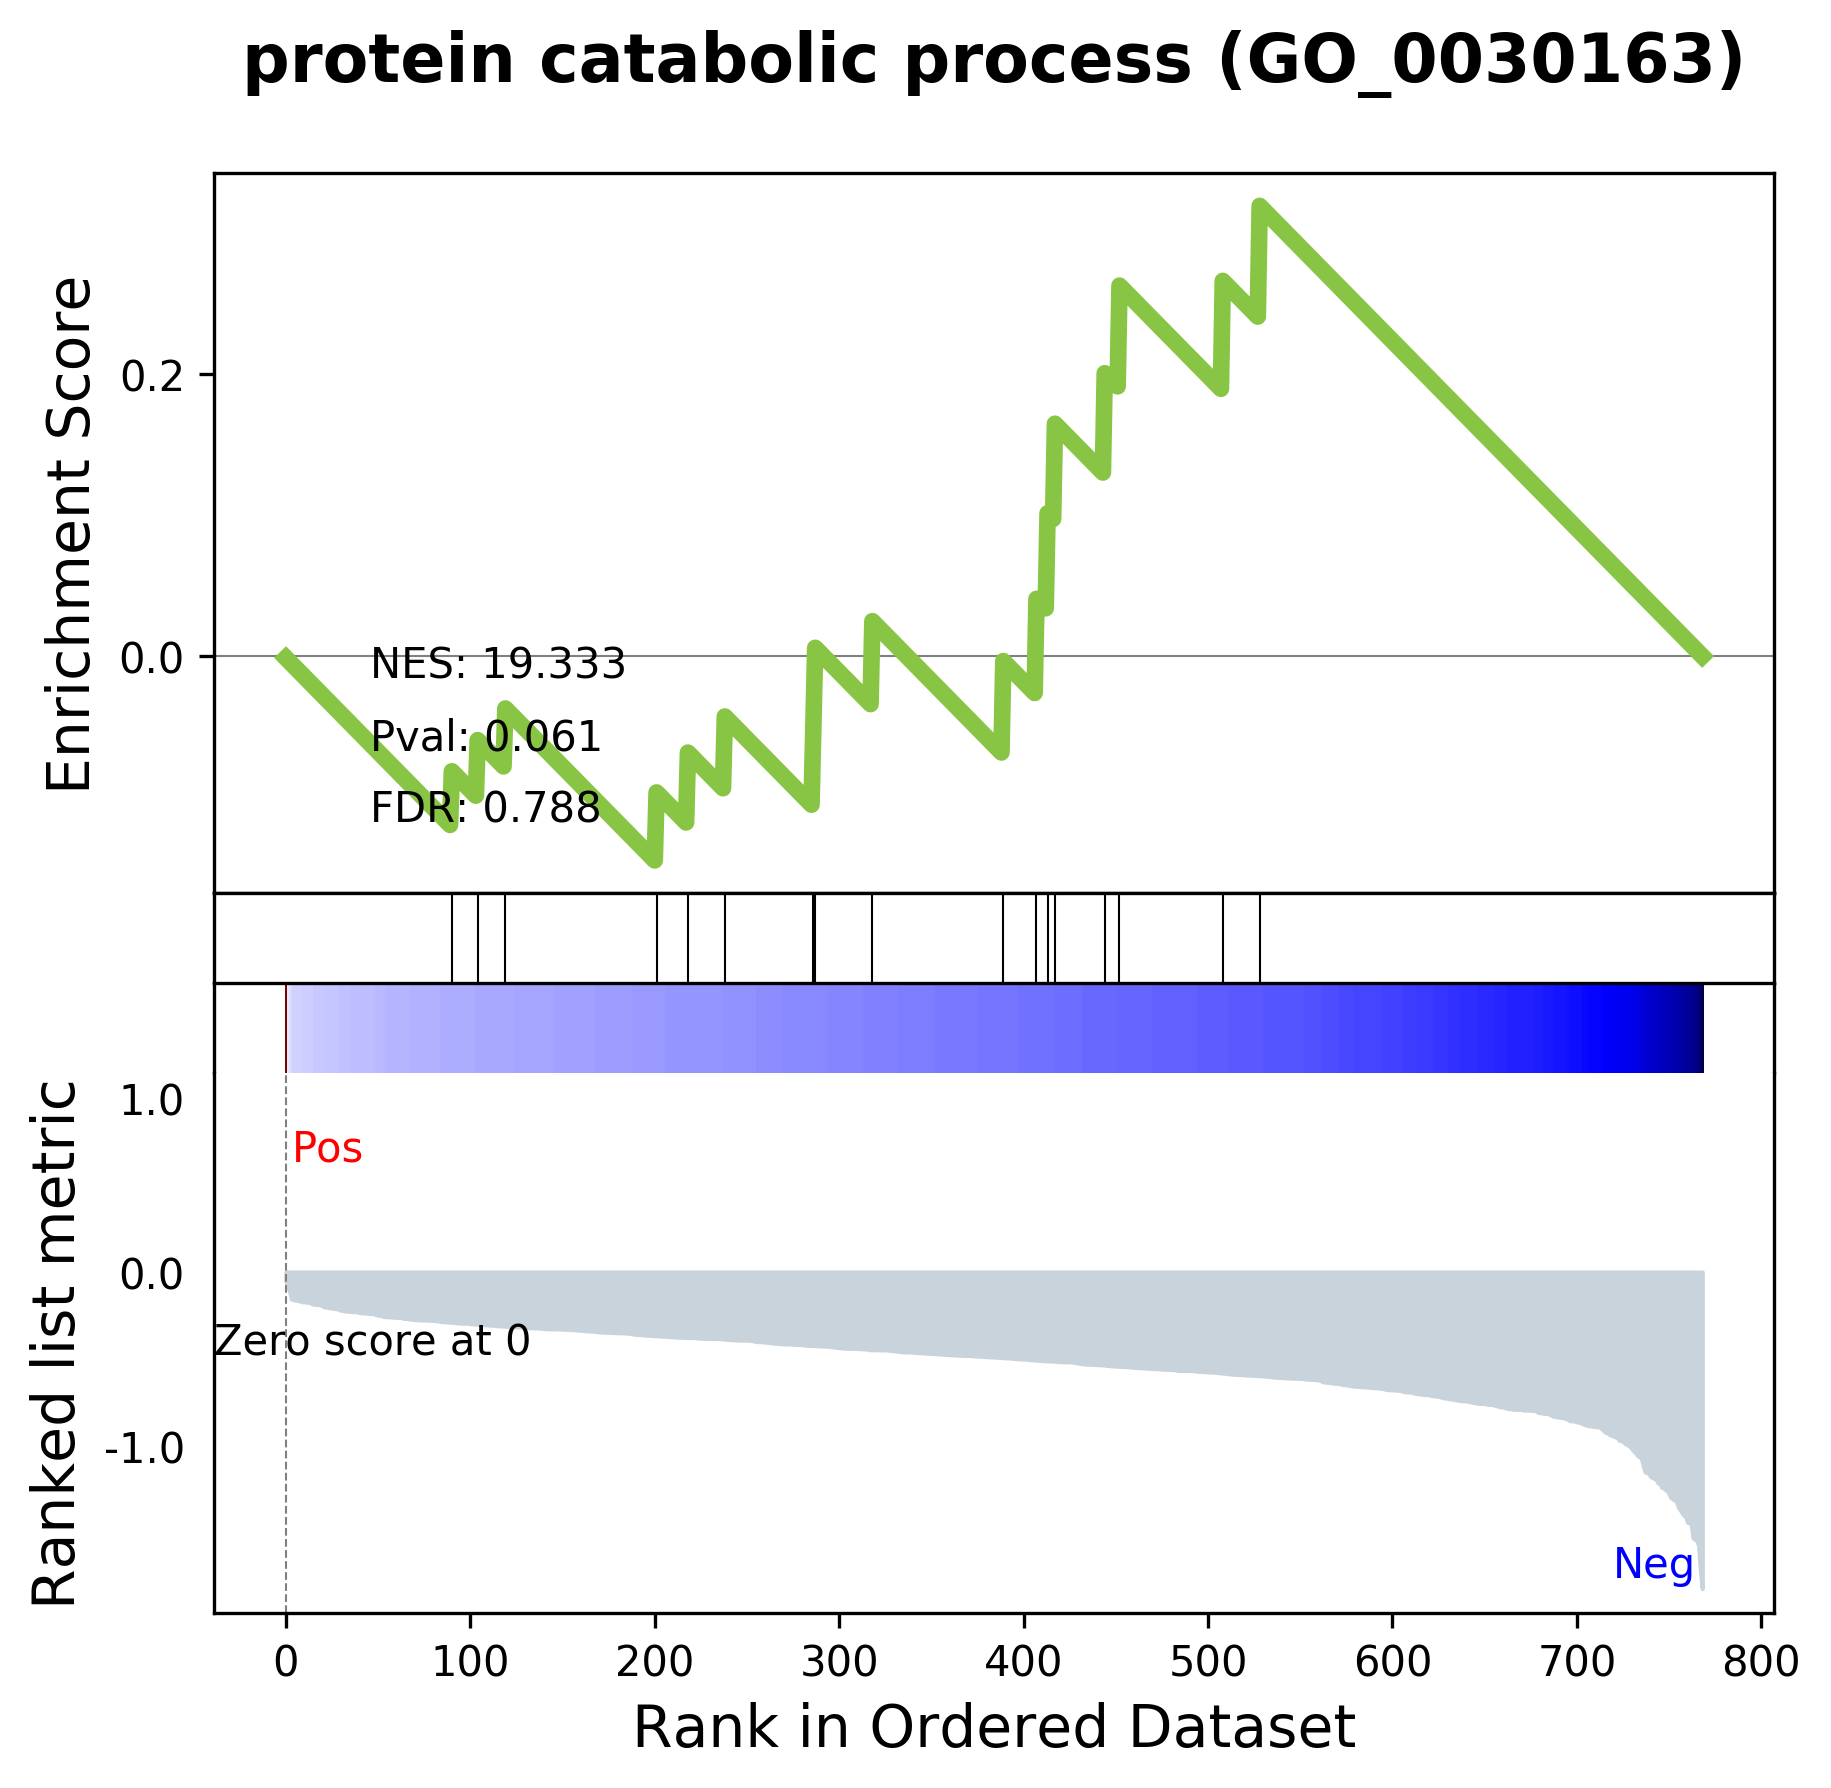 protein catabolic process (GO_0030163)
Enrichment Score
0.2
0.0
NES: 19.333
Pval: 0.061
FDR: 0.788
Ranked list metric
1.0
0.0
-1.0
Pos
Zero score at 0
Neg
0 100 200 300 400 500 600 700 800
Rank in Ordered Dataset